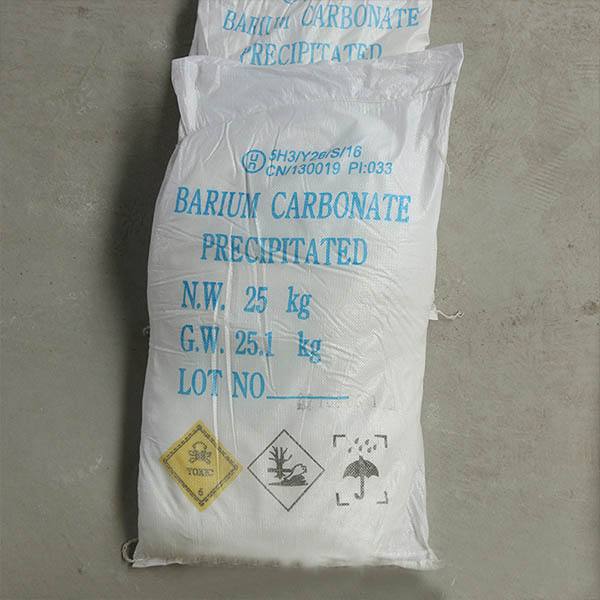 BARIUM CARBONATE
PRECIPITATED
un 5H3/Y26/S/16
CN/130019 PI:033
BARIUM CARBONATE
PRECIPITATED
N.W. 25 kg
G.W. 25.1 kg
LOT NO
TOXIC
6